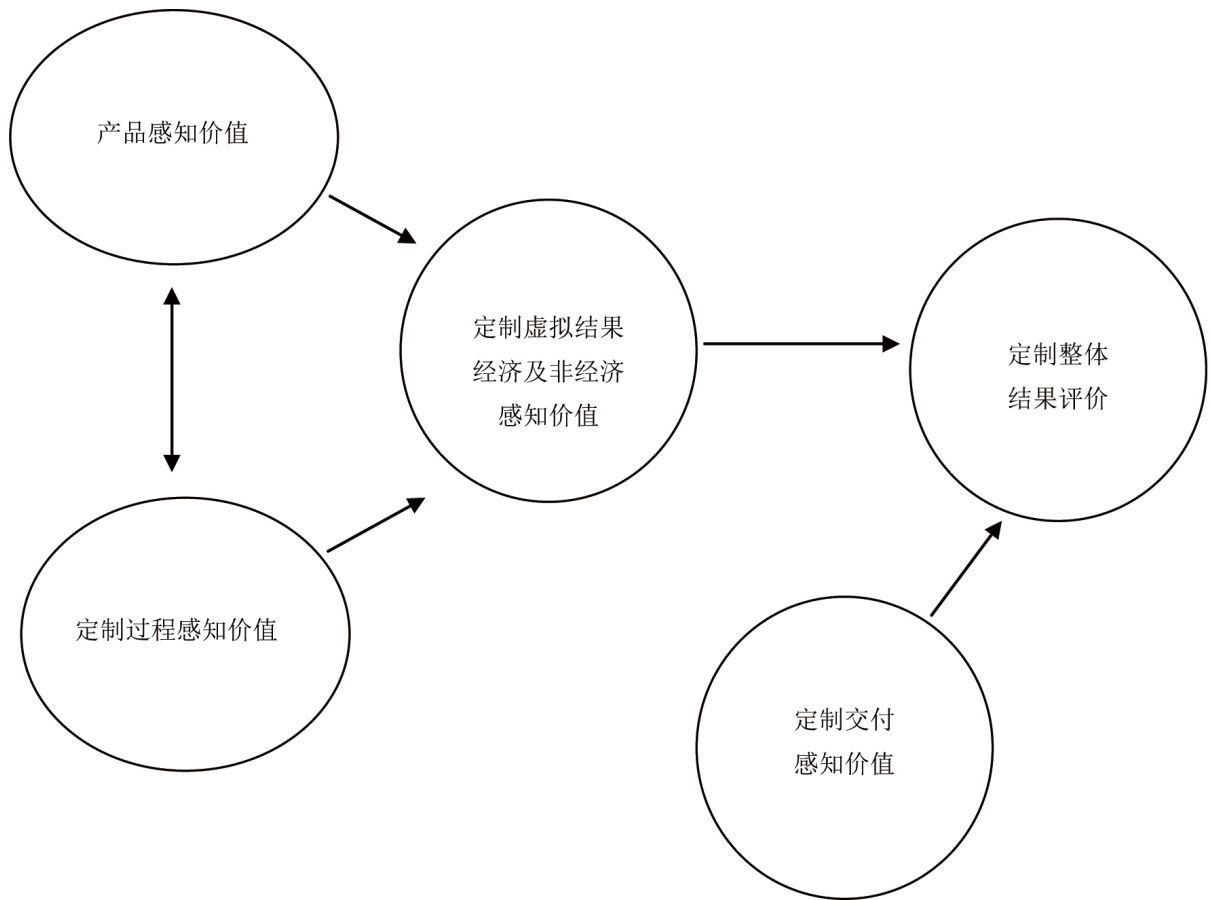 产品感知价值
定制虚拟结果
经济及非经济
感知价值
定制整体
结果评价
定制过程感知价值
定制交付
感知价值